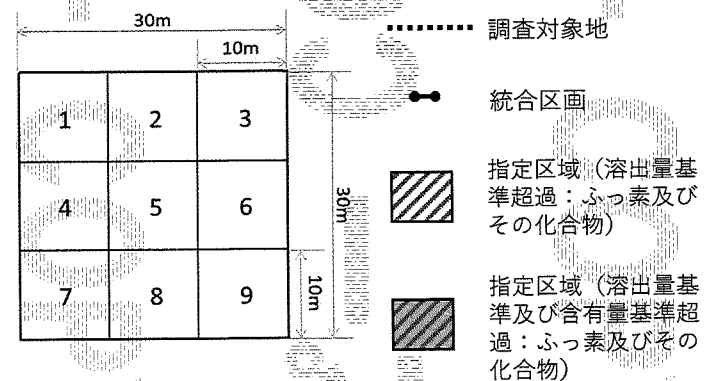 30m
10m
1 2 3
4 5 6
7 8 9
30m
10m
調査対象地
統合区画
指定区域（溶出量基
準超過：ふっ素及び
その化合物）
指定区域（溶出量基
準及び含有量基準超
過：ふっ素及びその
化合物）